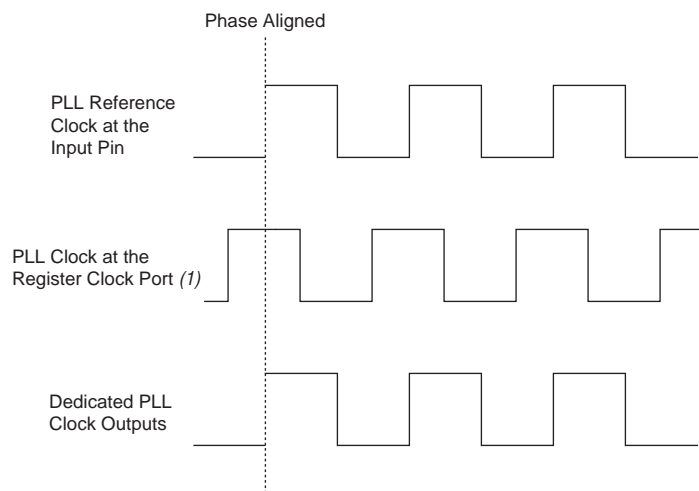 Phase Aligned
PLL Reference
Clock at the
Input Pin
PLL Clock at the
Register Clock Port (1)
Dedicated PLL
Clock Outputs